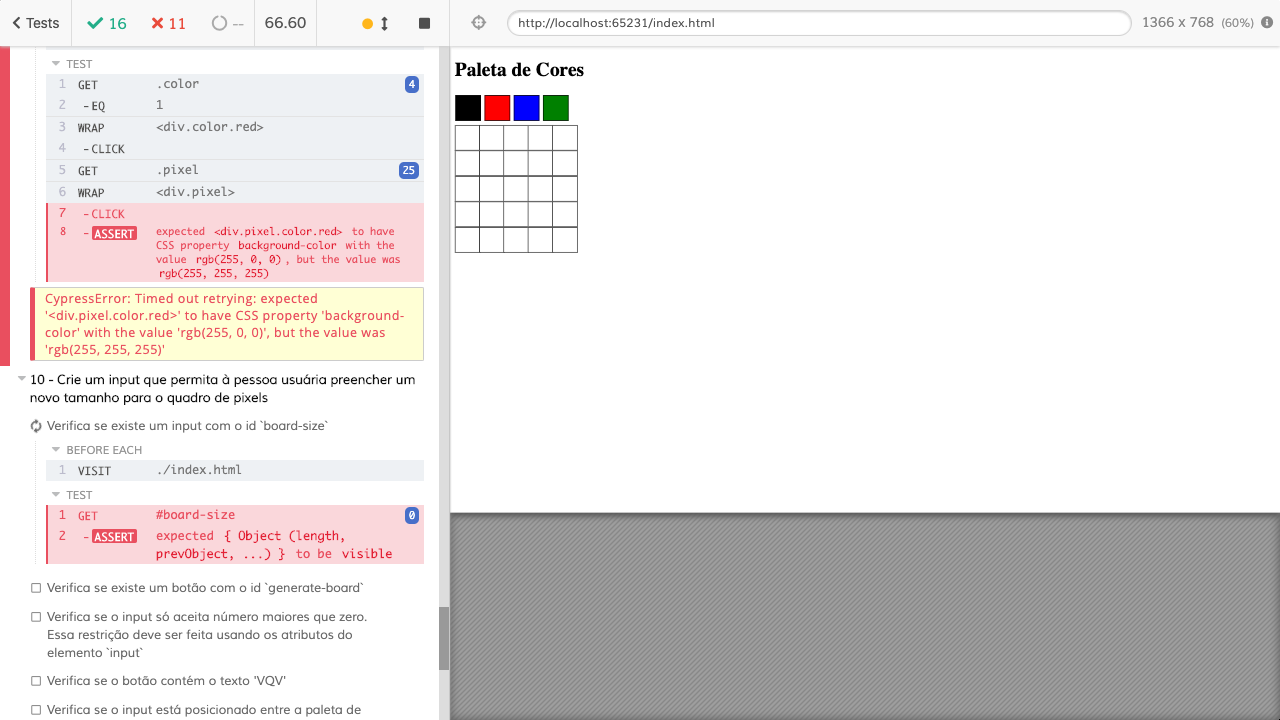 Tests
16
11
--
66.60
http://localhost:65231/index.html
1366 x 768 (60%)
TEST
1 GET .color 4
2 - EQ 1
3 WRAP <div.color.red>
4 - CLICK
5 GET .pixel 25
6 WRAP <div.pixel>
7 - CLICK
8 - ASSERT expected <div.pixel.color.red> to have
CSS property background-color with the
value rgb(255, 0, 0) , but the value was
rgb(255, 255, 255)
CypressError: Timed out retrying: expected
'<div.pixel.color.red>' to have CSS property 'background-
color' with the value 'rgb(255, 0, 0)', but the value was
'rgb(255, 255, 255)'
10 - Crie um input que permita à pessoa usuária preencher um
novo tamanho para o quadro de pixels
Verifica se existe um input com o id `board-size`
BEFORE EACH
1 VISIT ./index.html
TEST
1 GET #board-size 0
2 - ASSERT expected { Object (length,
prevObject, ...) } to be visible
Verifica se existe um botão com o id `generate-board`
Verifica se o input só aceita número maiores que zero.
Essa restrição deve ser feita usando os atributos do
elemento `input`
Verifica se o botão contém o texto 'VQV'
Verifica se o input está posicionado entre a paleta de
Paleta de Cores